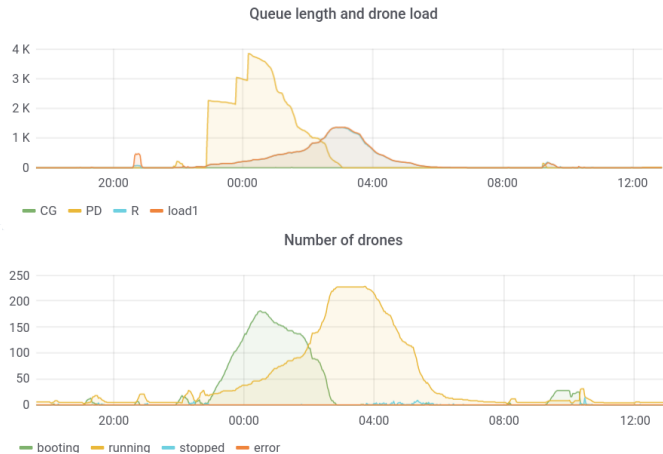 Queue length and drone load
4 K
3 K
2 K
1 K
0
20:00 00:00 04:00 08:00 12:00
CG PD R load1
Number of drones
250
200
150
100
50
0
20:00 00:00 04:00 08:00 12:00
booting running stopped error